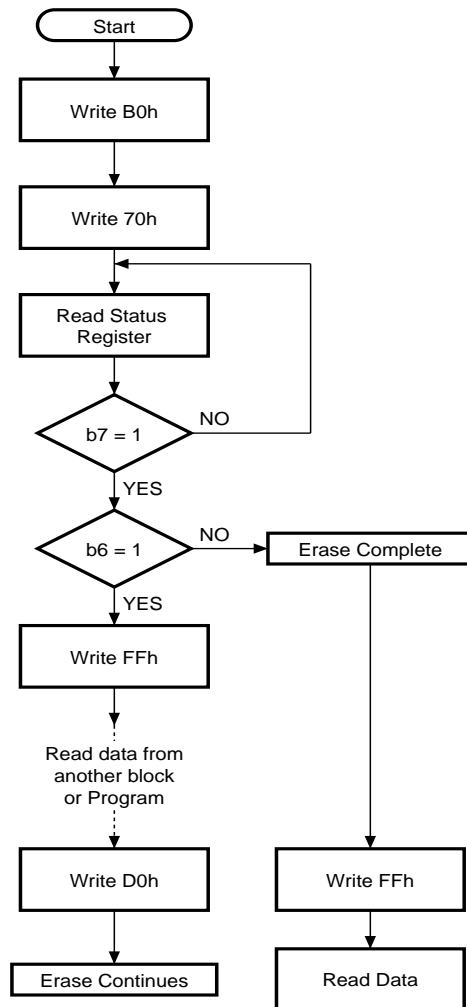 Start
Write B0h
Write 70h
Read Status
Register
b7 = 1
NO
YES
b6 = 1
NO
Erase Complete
YES
Write FFh
Read data from
another block
or Program
Write D0h
Write FFh
Erase Continues
Read Data